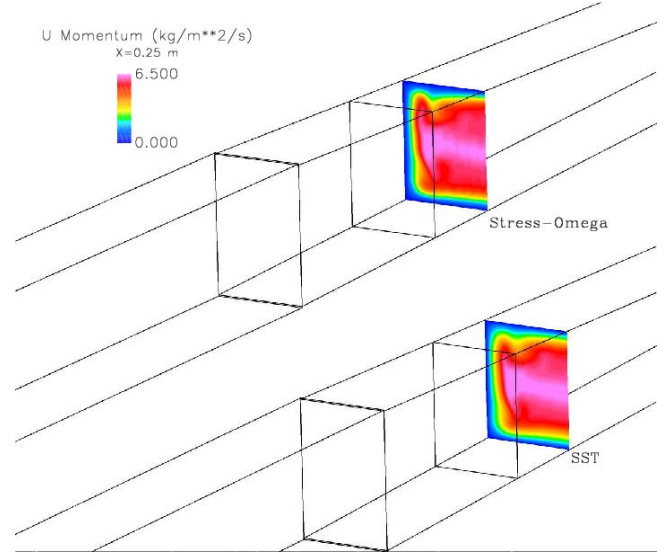 U Momentum (kg/m**2/s)
X=0.25 m
6.500
0.000
Stress-Omega
SST